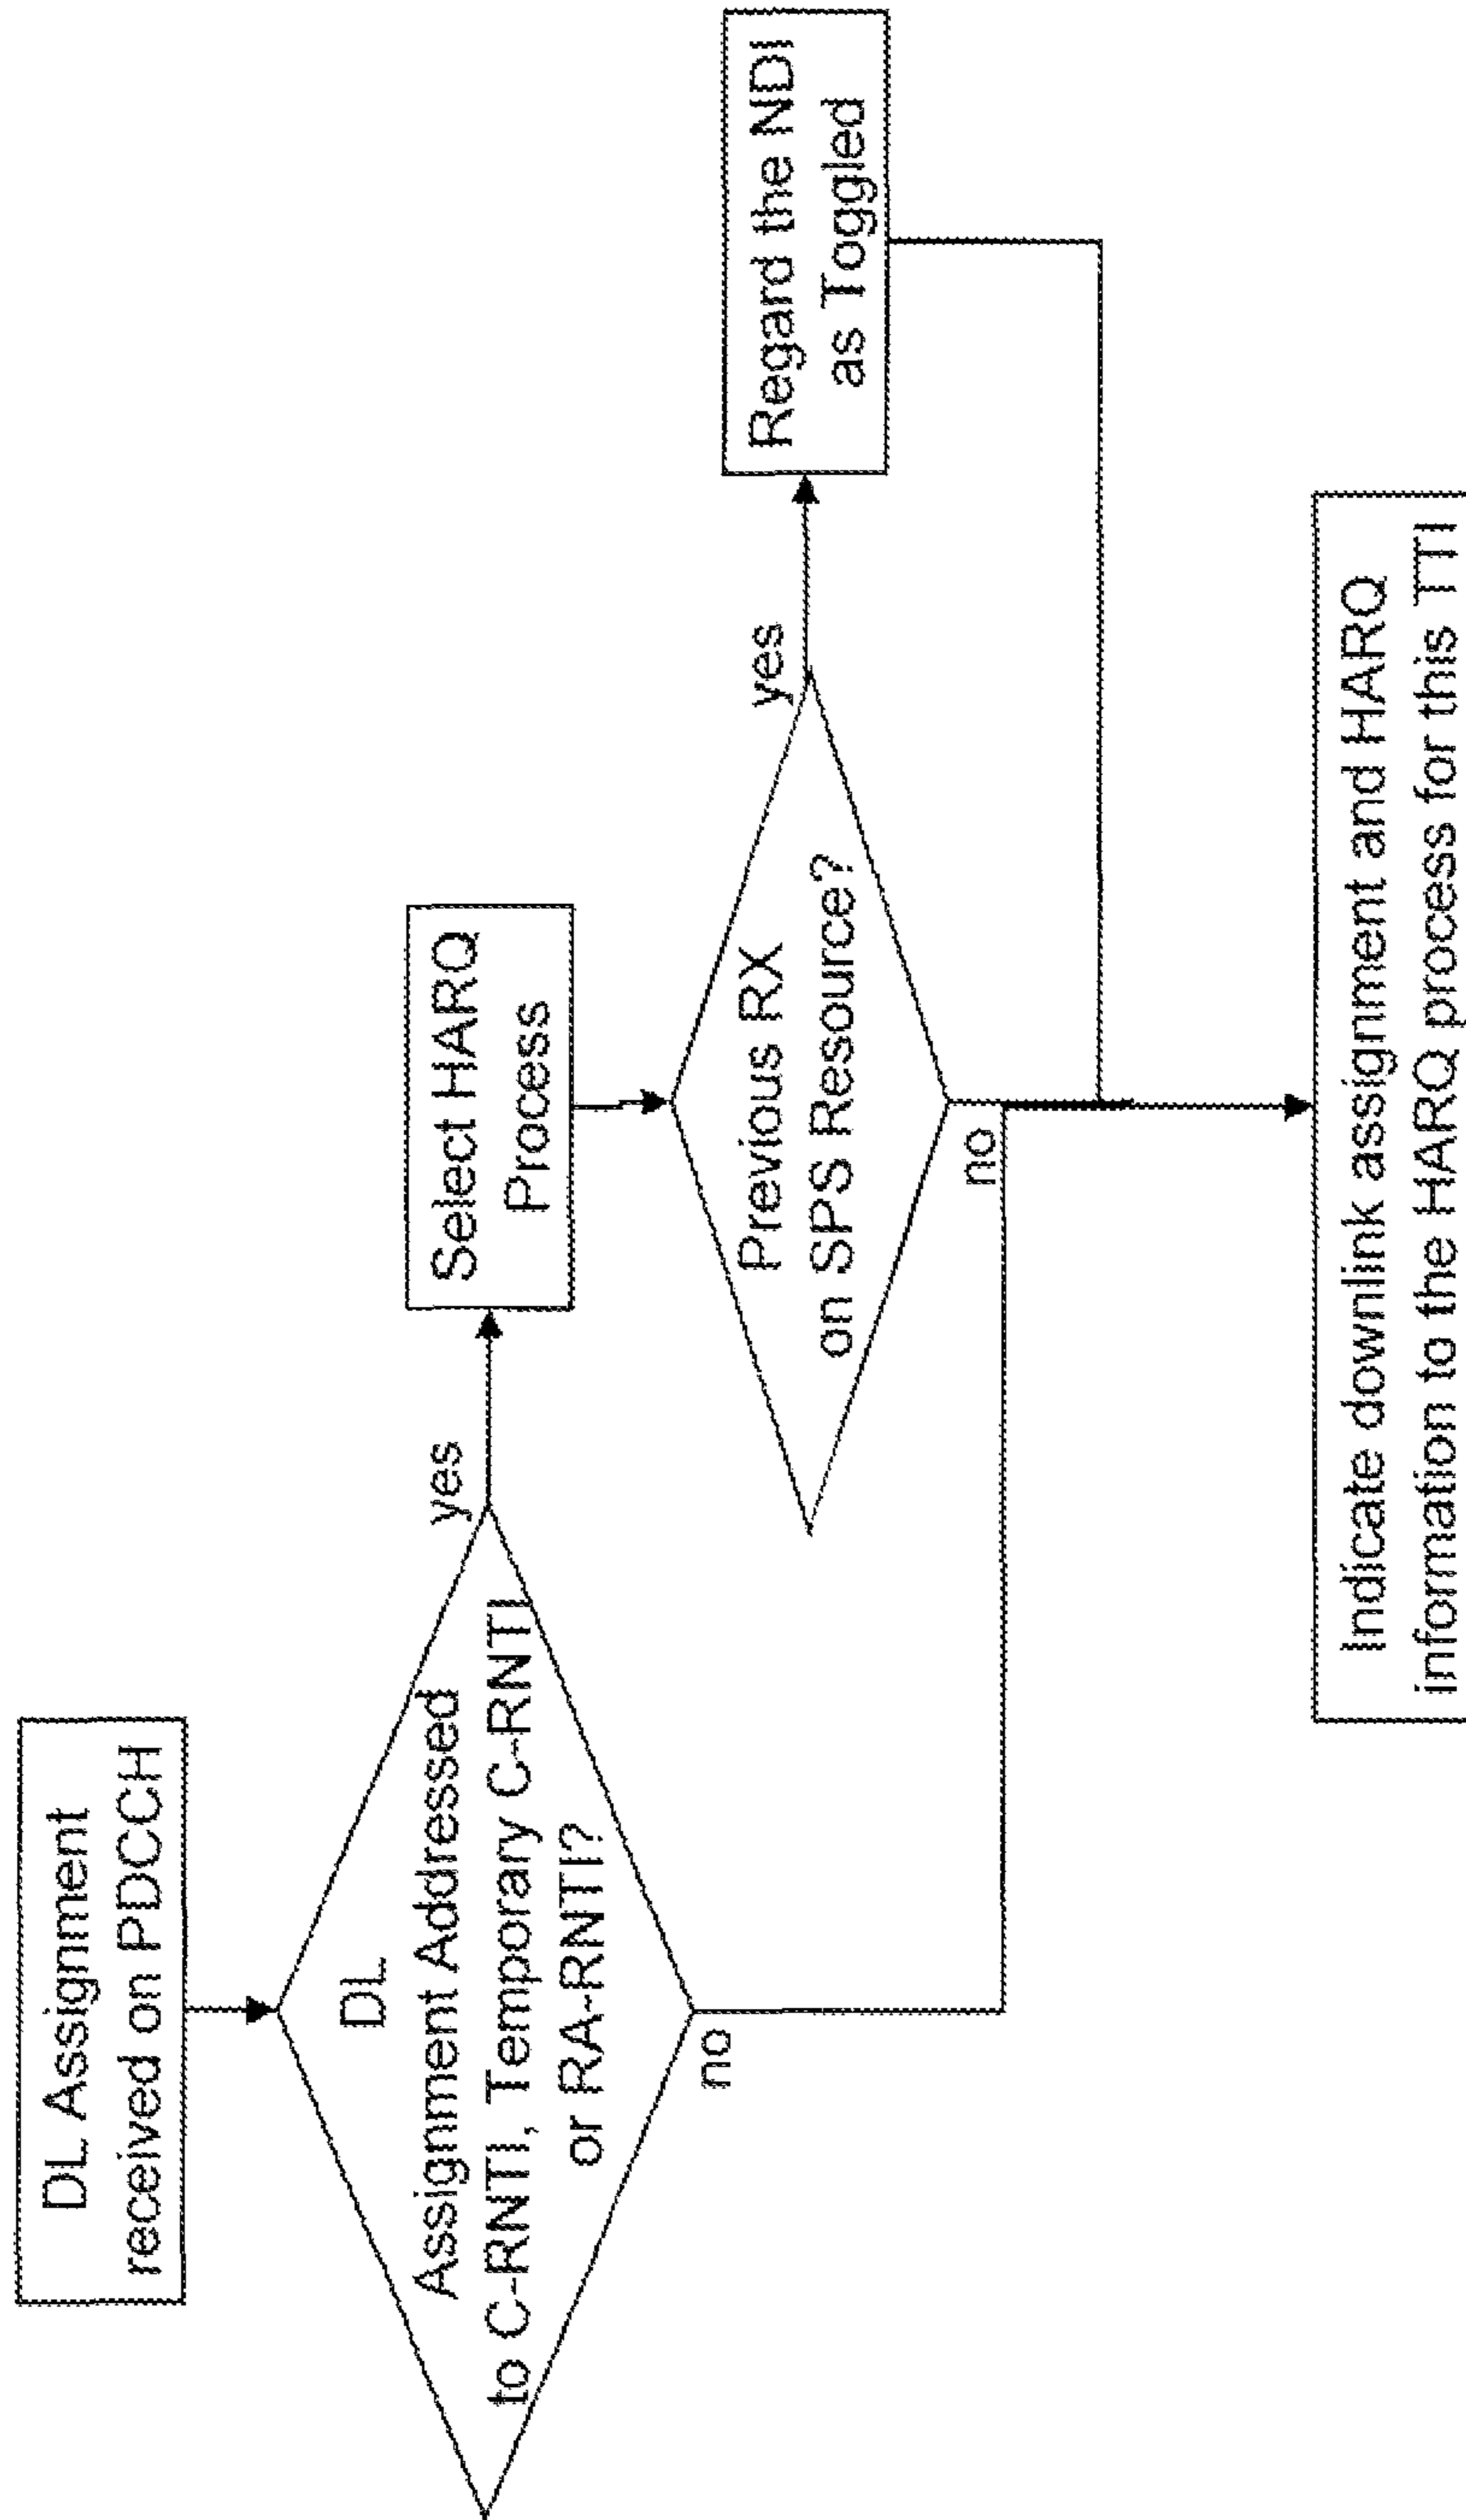 DL Assignment
received on PDCCH
DL
Assignment Addressed
to C-RNTI, Temporary C-RNTI
or RA-RNTI?
yes
no
Select HARQ
Process
Previous RX
on SPS Resource?
yes
no
Regard the NDI
as Toggled
Indicate downlink assignment and HARQ
information to the HARQ process for this TTI